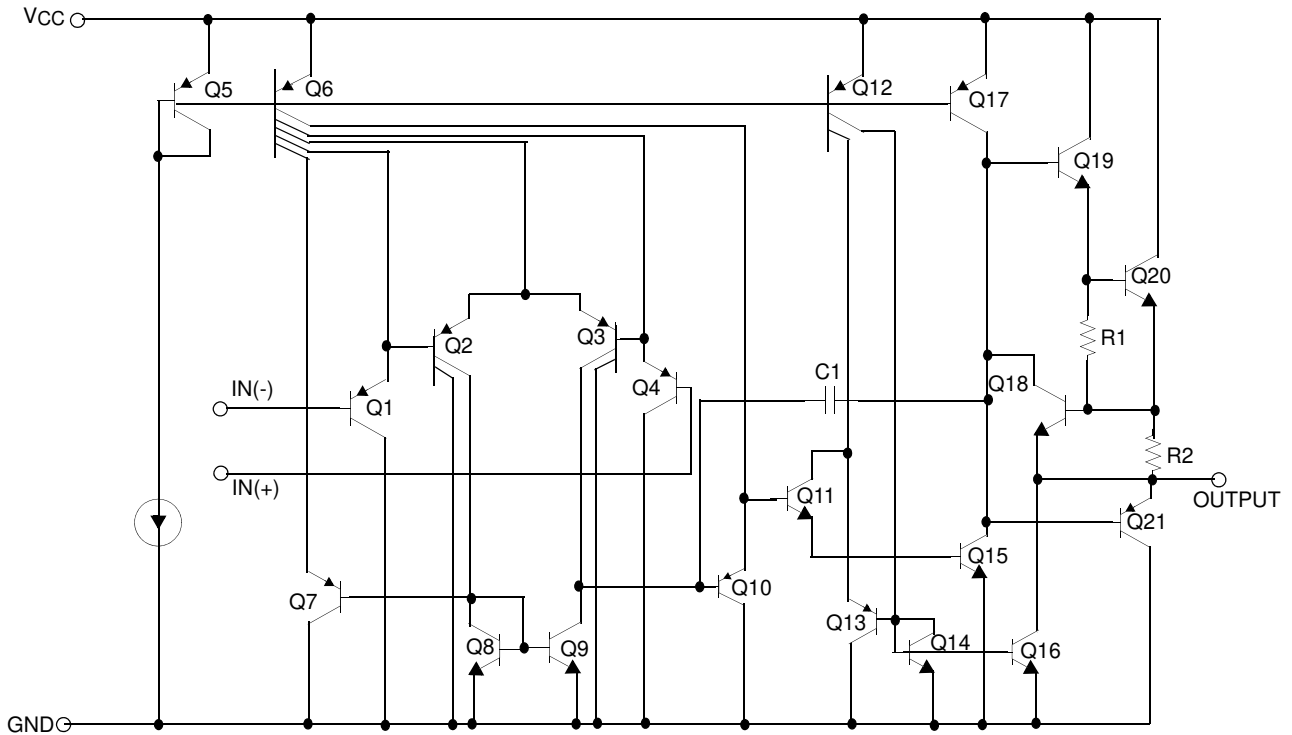 VCC
Q5
Q6
Q12
Q17
Q19
Q20
Q2
Q3
R1
C1
Q18
Q4
IN(-)
Q1
R2
IN(+)
Q11
OUTPUT
Q21
Q15
Q10
Q7
Q13
Q8
Q9
Q14
Q16
GND